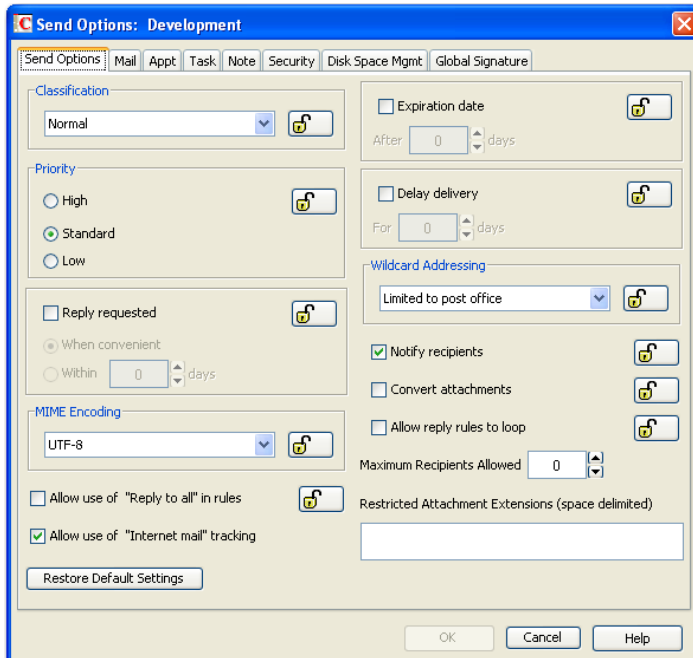 Send Options: Development
Send Options Mail Appt Task Note Security Disk Space Mgmt Global Signature
Classification
Normal
Priority
High
Standard
Low
Reply requested
When convenient
Within 0 days
MIME Encoding
UTF-8
Allow use of "Reply to all" in rules
Allow use of "Internet mail" tracking
Restore Default Settings
Expiration date
After 0 days
Delay delivery
For 0 days
Wildcard Addressing
Limited to post office
Notify recipients
Convert attachments
Allow reply rules to loop
Maximum Recipients Allowed 0
Restricted Attachment Extensions (space delimited)
OK Cancel Help